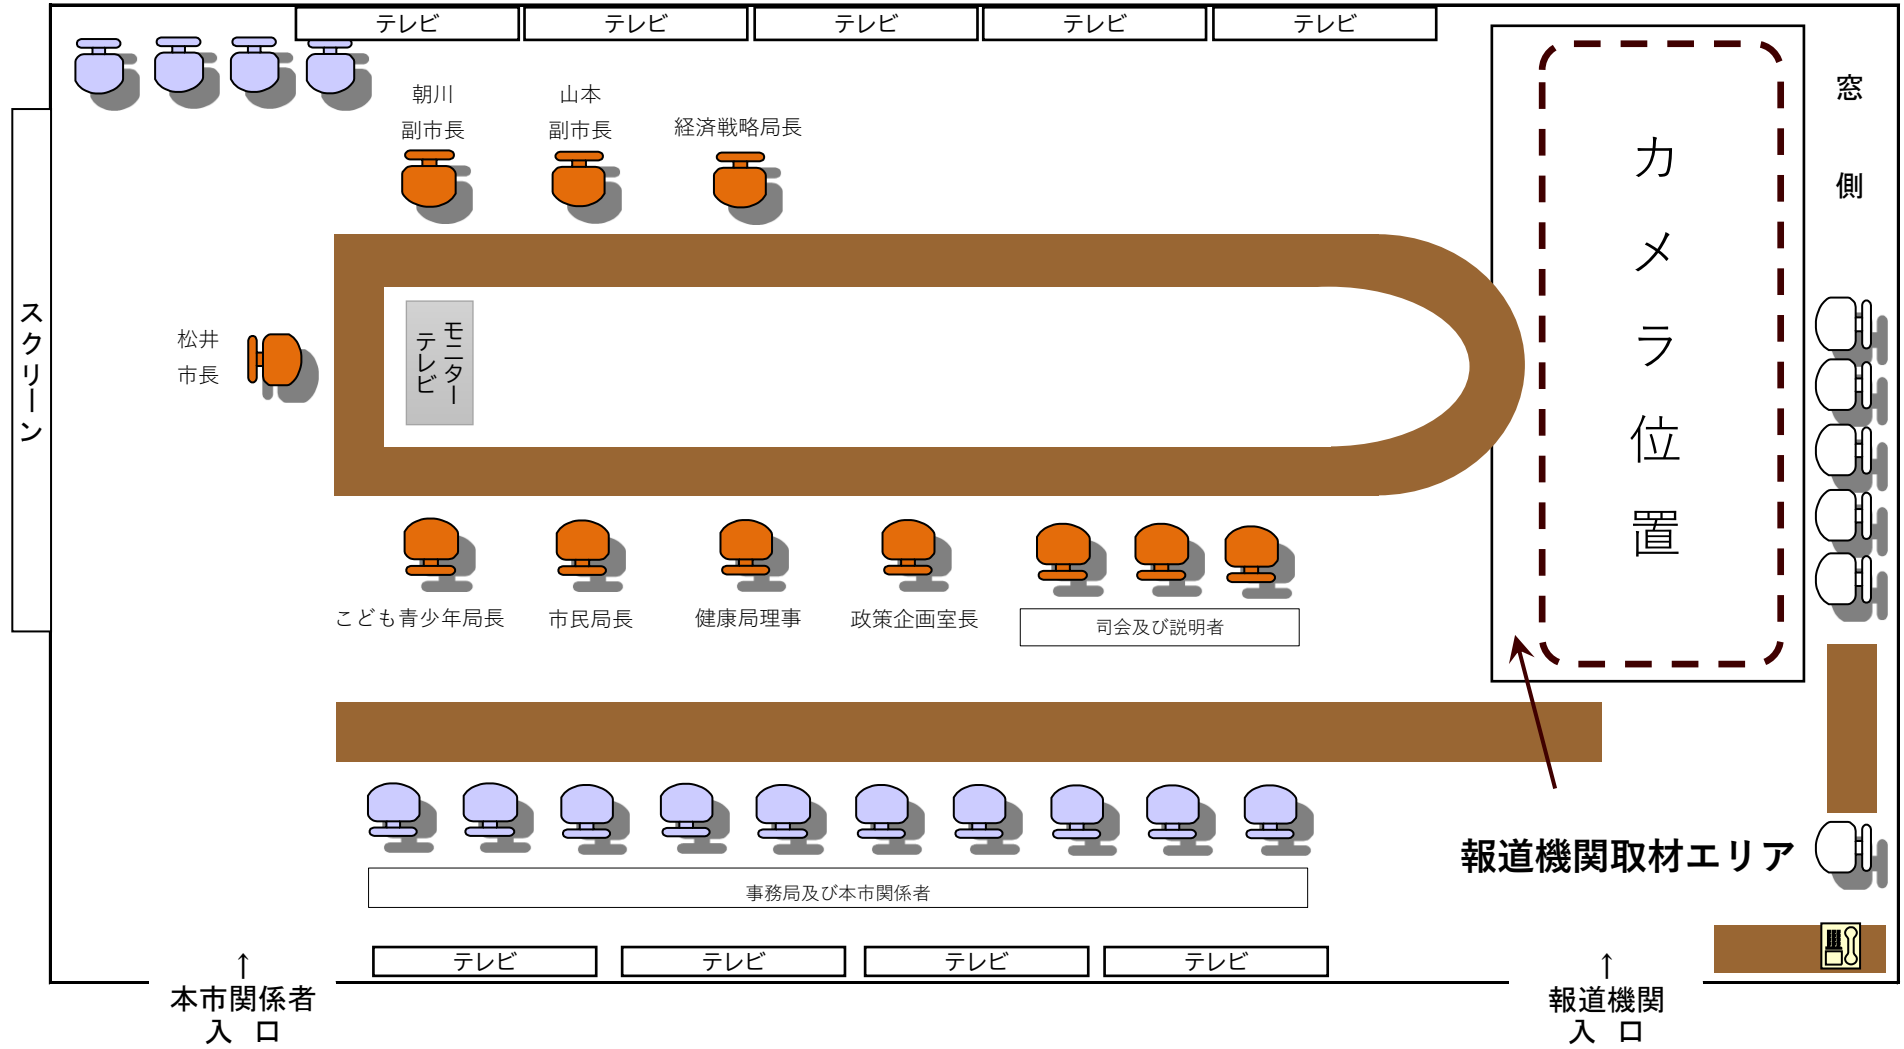 テレビ
テレビ
テレビ
テレビ
テレビ
朝川
副市長
山本
副市長
経済戦略局長
カメラ位置
窓側
スクリーン
松井
市長
モニター
テレビ
こども青少年局長
市民局長
健康局理事
政策企画室長
司会及び説明者
報道機関取材エリア
事務局及び本市関係者
テレビ
テレビ
テレビ
テレビ
↑
本市関係者
入 口
↑
報道機関
入 口